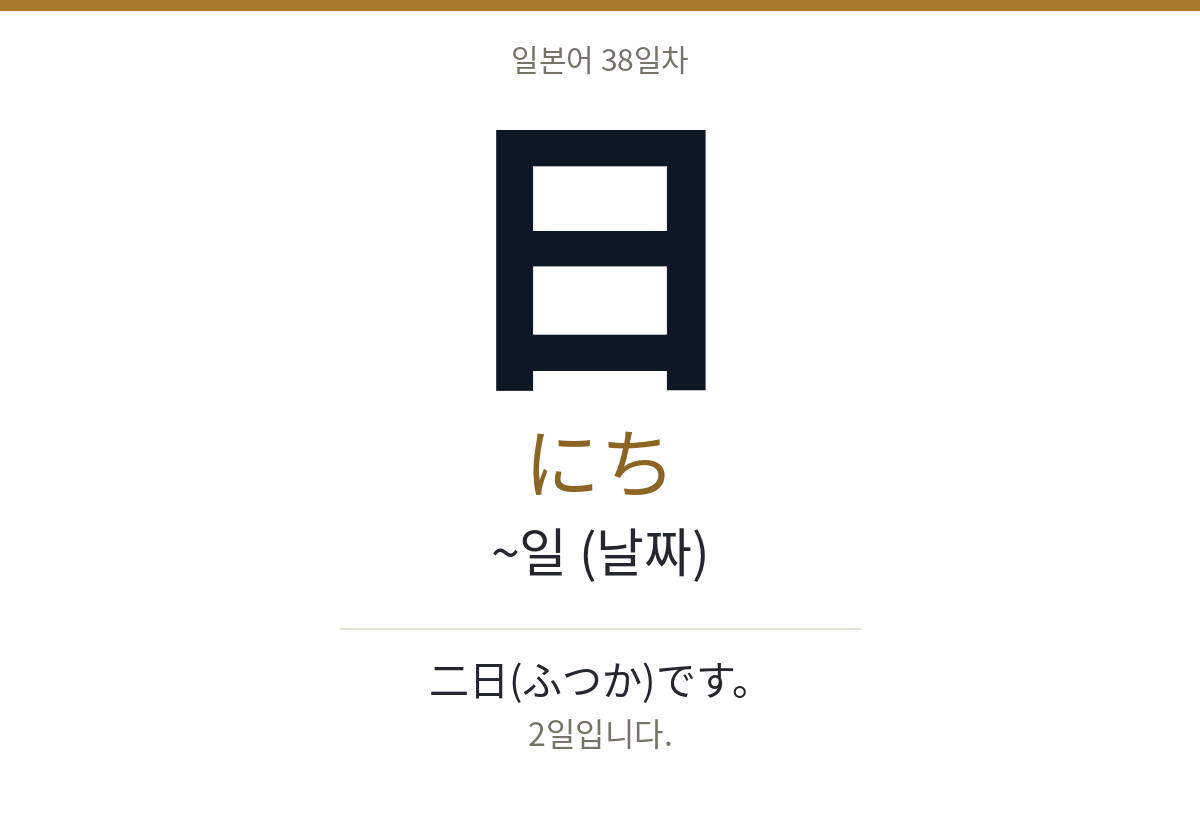 일본어 38일차
日
にち
~일 (날짜)
二日(ふつか)です。
2일입니다.